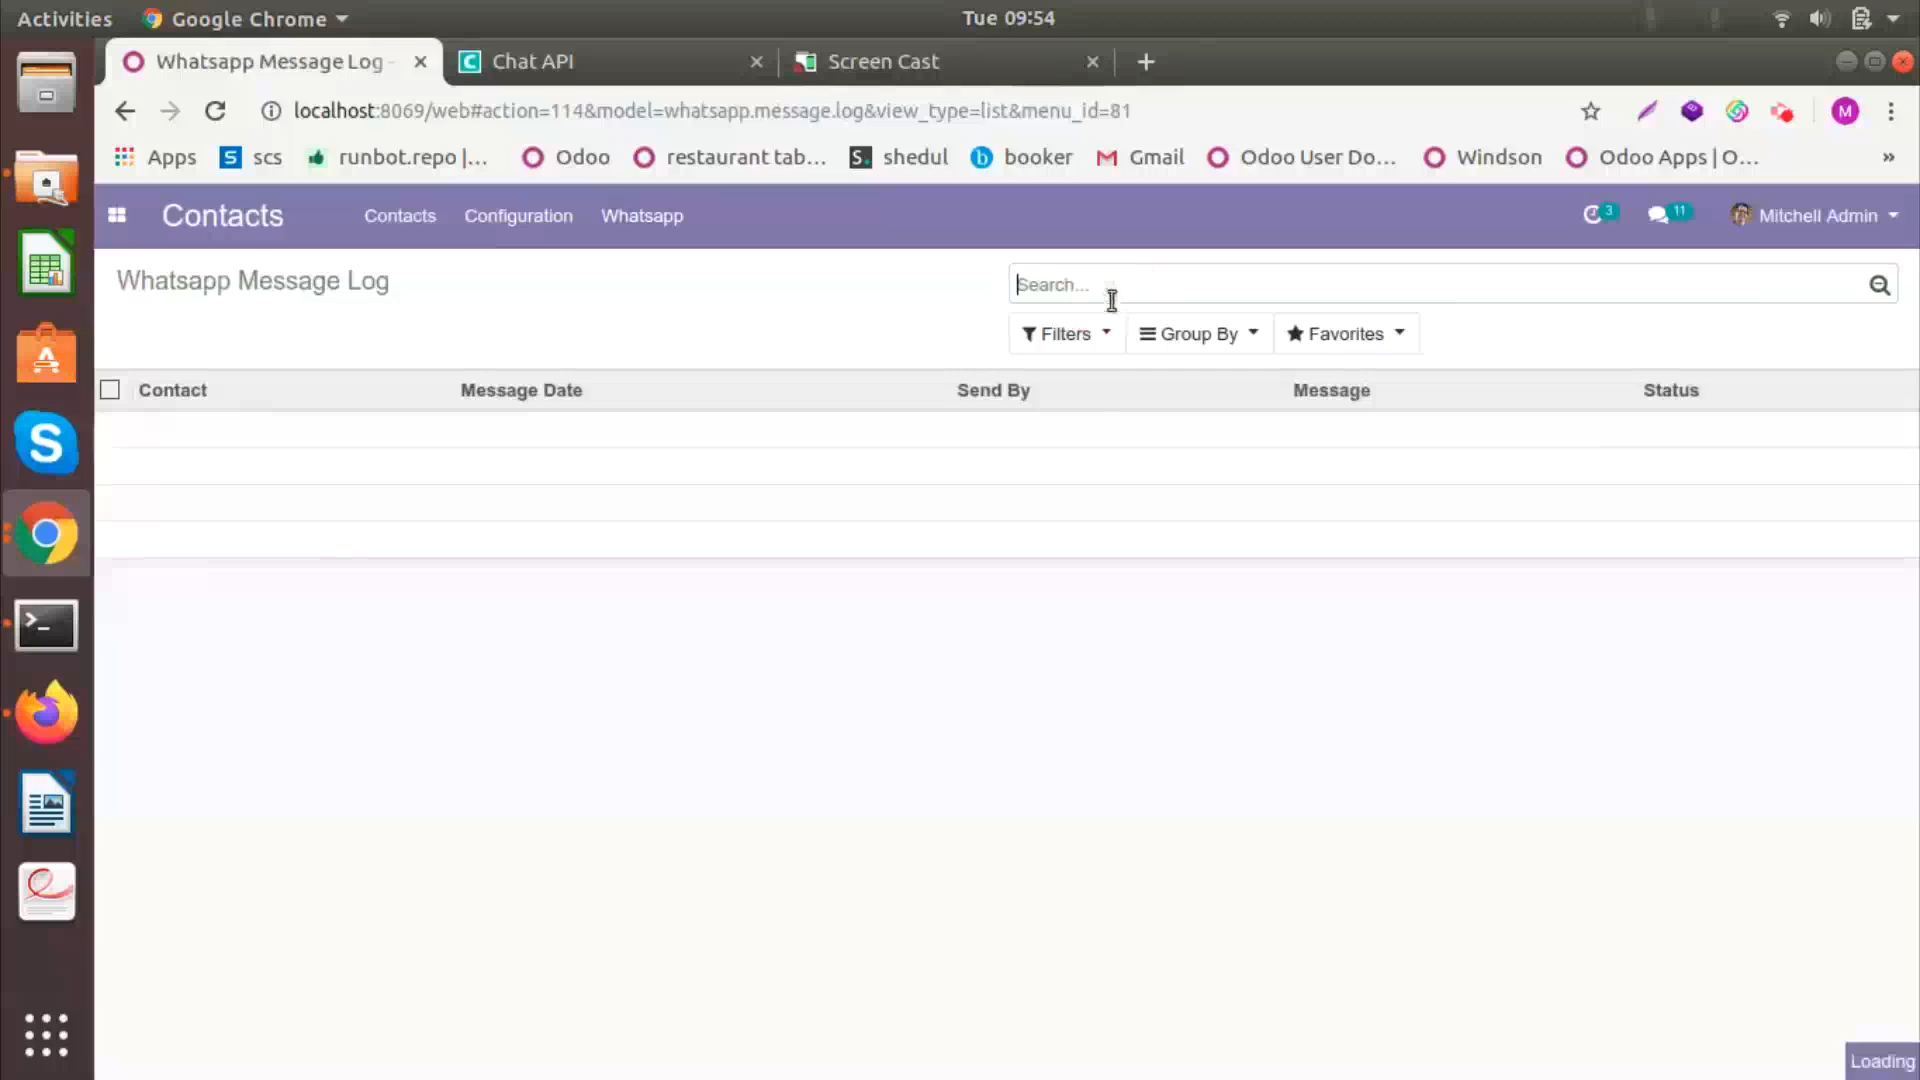 Activities Google Chrome Tue 09:54
Whatsapp Message Log - Chat API Screen Cast
localhost:8069/web#action=114&model=whatsapp.message.log&view_type=list&menu_id=81 M
Apps S scs runbot.repo |... Odoo restaurant tab... S. shedul b booker Gmail Odoo User Do... Windson Odoo Apps | O... »
Contacts Contacts Configuration Whatsapp 3 11 Mitchell Admin
Whatsapp Message Log Search...
Filters Group By Favorites
Contact Message Date Send By Message Status
Loading